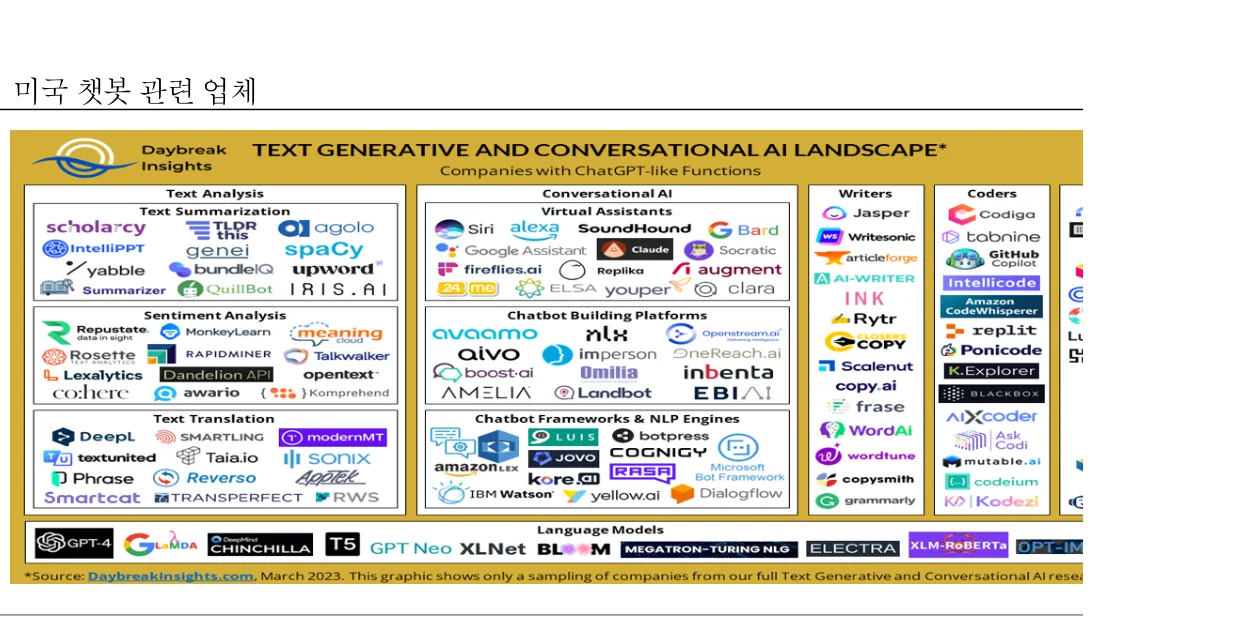 미국 챗봇 관련 업체
Daybreak
Insights
TEXT GENERATIVE AND CONVERSATIONAL AI LANDSCAPE*
Companies with ChatGPT-like Functions
Text Analysis
Text Summarization
scholarcy TLDR this agolo
IntelliPPT genei spaCy
yabble bundleIQ upword
Summarizer QuillBot IRIS.AI
Sentiment Analysis
Repustate data in sight MonkeyLearn meaning cloud
Rosette TEXT ANALYTICS RAPIDMINER Talkwalker
Lexalytics Dandelion API opentext
co:here awario {Komprehend
Text Translation
DeepL SMARTLING modernMT
textunited Taia.io SONIX
Phrase Reverso AppTek
Smartcat TRANSPERFECT RWS
Conversational AI
Virtual Assistants
Siri alexa SoundHound Bard
Google Assistant Claude Socratic
fireflies.ai Replika augment
24me ELSA youper clara
Chatbot Building Platforms
avaamo nlx Openstream.ai
aivo imperson OneReach.ai
boost.ai Omilia inbenta
AMELIA Landbot EBI AI
Chatbot Frameworks & NLP Engines
amazon LEX LUIS botpress
JOVO COGNIGY
kore.ai RASA Microsoft Bot Framework
IBM Watson yellow.ai Dialogflow
Writers
Jasper
WS Writesonic
articleforge
A AI-WRITER
INK
Rytr
CLOSERS COPY
Scalenut
copy.ai
frase
WordAi
wordtune
copysmith
grammarly
Coders
Codiga
tabnine
GitHub Copilot
Intellicode
Amazon CodeWhisperer
replit
Ponicode
K.Explorer
BLACKBOX
AIXcoder
Ask Codi
mutable.ai
codeium
Kodezi
Language Models
GPT-4 LaMDA DeepMind CHINCHILLA T5 GPT Neo XLNet BLOOM MEGATRON-TURING NLG ELECTRA XLM-RoBERTa OPT-IM
*Source: DaybreakInsights.com, March 2023. This graphic shows only a sampling of companies from our full Text Generative and Conversational AI resea